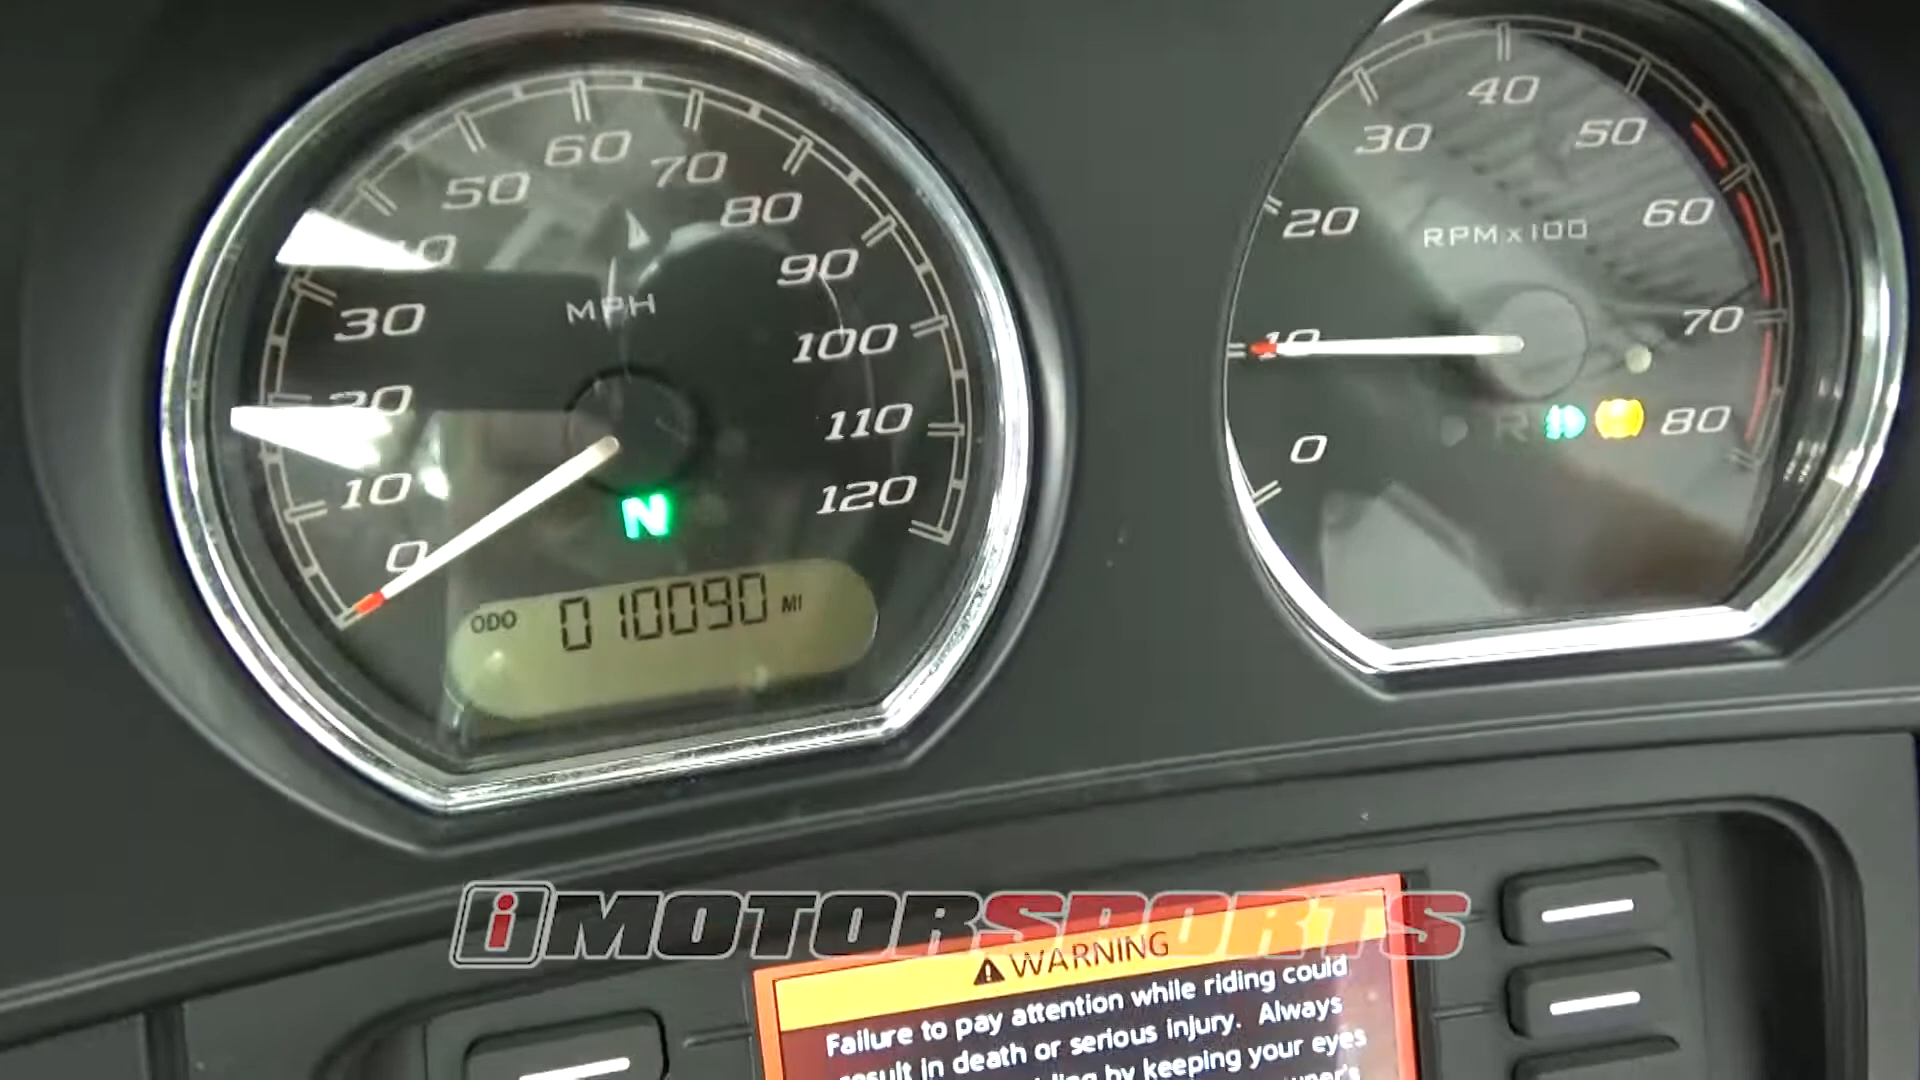 0
10
20
30
40
50
60
70
80
90
100
110
120
MPH
N
ODO 010090 MI
0
10
20
30
40
50
60
70
80
RPM x 100
R
iMOTORSPORTS
WARNING
Failure to pay attention while riding could
result in death or serious injury. Always
by keeping your eyes